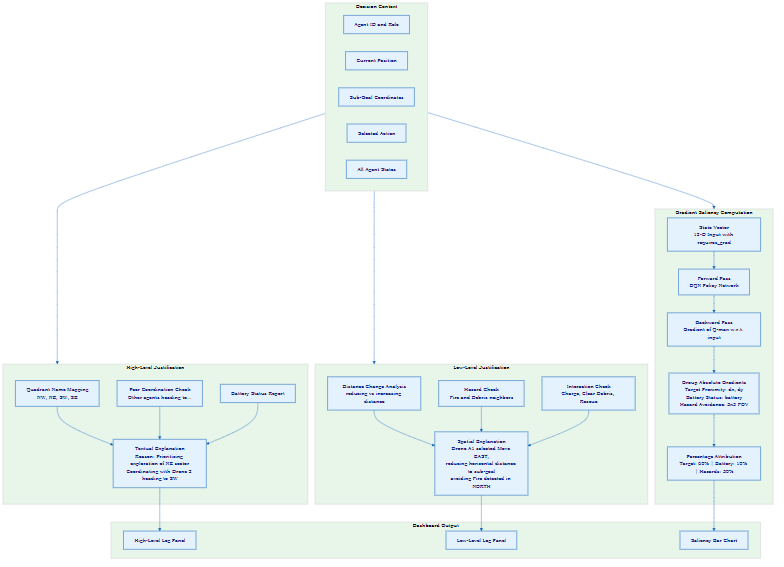 Decision Context
Agent ID and Role
Current Position
Sub-Goal Coordinates
Selected Action
All Agent States
Gradient Saliency Computation
State Vector
12-D Input with
requires_grad
Forward Pass
DQN Policy Network
Backward Pass
Gradient of Q-max w.r.t.
Input
Group Absolute Gradients
Target Proximity: dx, dy
Battery Status: battery
Hazard Avoidance: 3x3 FOV
Percentage Attribution
Target: | Battery:
| Hazards:
High-Level Justification
Quadrant Name Mapping
NW, NE, SW, SE
Peer Coordination Check
Other agents heading to...
Battery Status Report
Textual Explanation
Reason: Prioritizing
exploration of NE sector
Coordinating with Drone 2
heading to SW
Low-Level Justification
Distance Change Analysis
reducing vs increasing
distance
Hazard Check
Fire and Debris neighbors
Interaction Check
Charge, Clear Debris,
Rescue
Spatial Explanation
Drone A1 selected Move
EAST,
reducing horizontal distance
to sub-goal
avoiding Fire detected in
NORTH
Dashboard Output
High-Level Log Panel
Low-Level Log Panel
Saliency Bar Chart